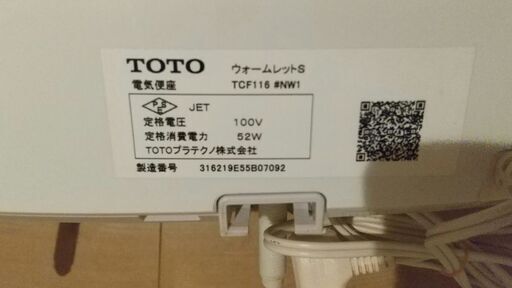 TOTO ウォームレットS
電気便座 TCF116 #NW1
PSE JET
定格電圧 100V
定格消費電力 52W
TOTOプラテクノ株式会社
製造番号 316219E55B07092